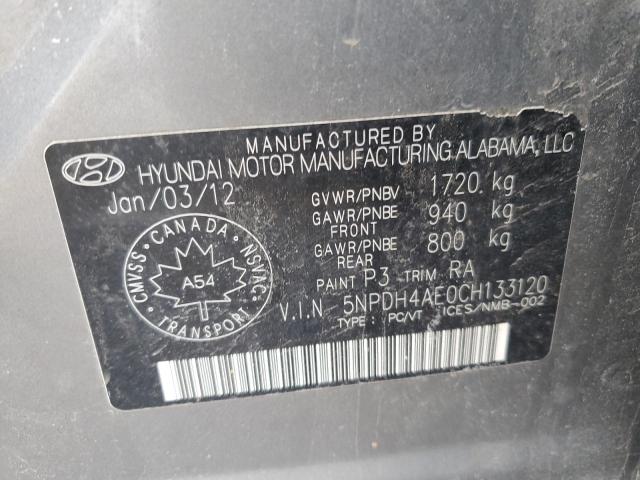 MANUFACTURED BY
HYUNDAI MOTOR MANUFACTURING ALABAMA, LLC
Jan/03/12
GVWR/PNBV 1720 kg
GAWR/PNBE FRONT 940 kg
GAWR/PNBE REAR 800 kg
PAINT P3 TRIM RA
V.I.N 5NPDH4AE0CH133120
TYPE : PC/VT ICES/NMB-002
CMVSS • CANADA • NSVAC
A54
TRANSPORT